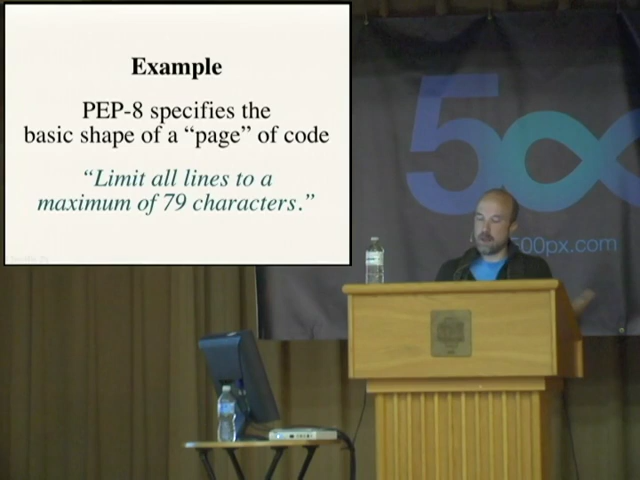 Example
PEP-8 specifies the
basic shape of a “page” of code
“Limit all lines to a
maximum of 79 characters.”
500
500px.com